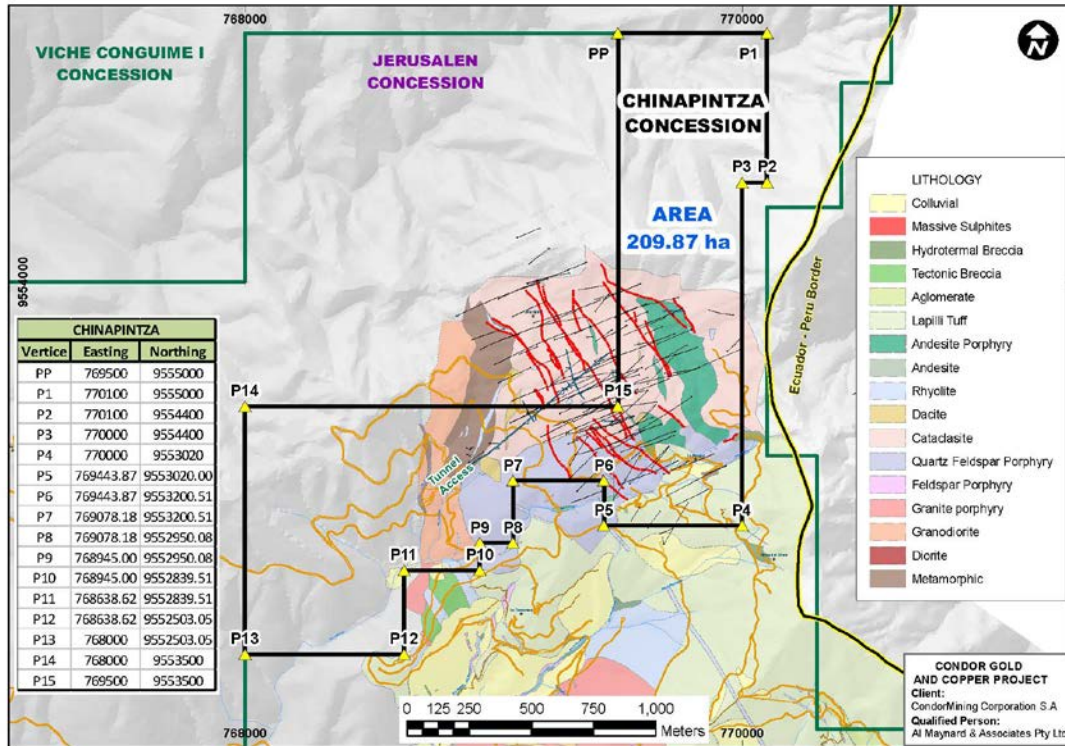 768000
770000
N
VICHE CONGUIME I
CONCESSION
JERUSALEN
CONCESSION
PP
P1
CHINAPINTZA
CONCESSION
P3
P2
AREA
209.87 ha
9554000
Ecuador - Peru Border
LITHOLOGY
Colluvial
Massive Sulphites
Hydrotermal Breccia
Tectonic Breccia
Aglomerate
Lapilli Tuff
Andesite Porphyry
Andesite
Rhyolite
Dacite
Cataclasite
Quartz Feldspar Porphyry
Feldspar Porphyry
Granite porphyry
Granodiorite
Diorite
Metamorphic
CHINAPINTZA
Vertice Easting Northing
PP 769500 9555000
P1 770100 9555000
P2 770100 9554400
P3 770000 9554400
P4 770000 9553020
P5 769443.87 9553020.00
P6 769443.87 9553200.51
P7 769078.18 9553200.51
P8 769078.18 9552950.08
P9 768945.00 9552950.08
P10 768945.00 9552839.51
P11 768638.62 9552839.51
P12 768638.62 9552503.05
P13 768000 9552503.05
P14 768000 9553500
P15 769500 9553500
P14
P15
Tunnel
Access
P7
P6
P5
P4
P9
P8
P11
P10
P13
P12
0 125 250 500 750 1,000
Meters
768000
770000
CONDOR GOLD
AND COPPER PROJECT
Client:
CondorMining Corporation S.A
Qualified Person:
Al Maynard & Associates Pty Ltd